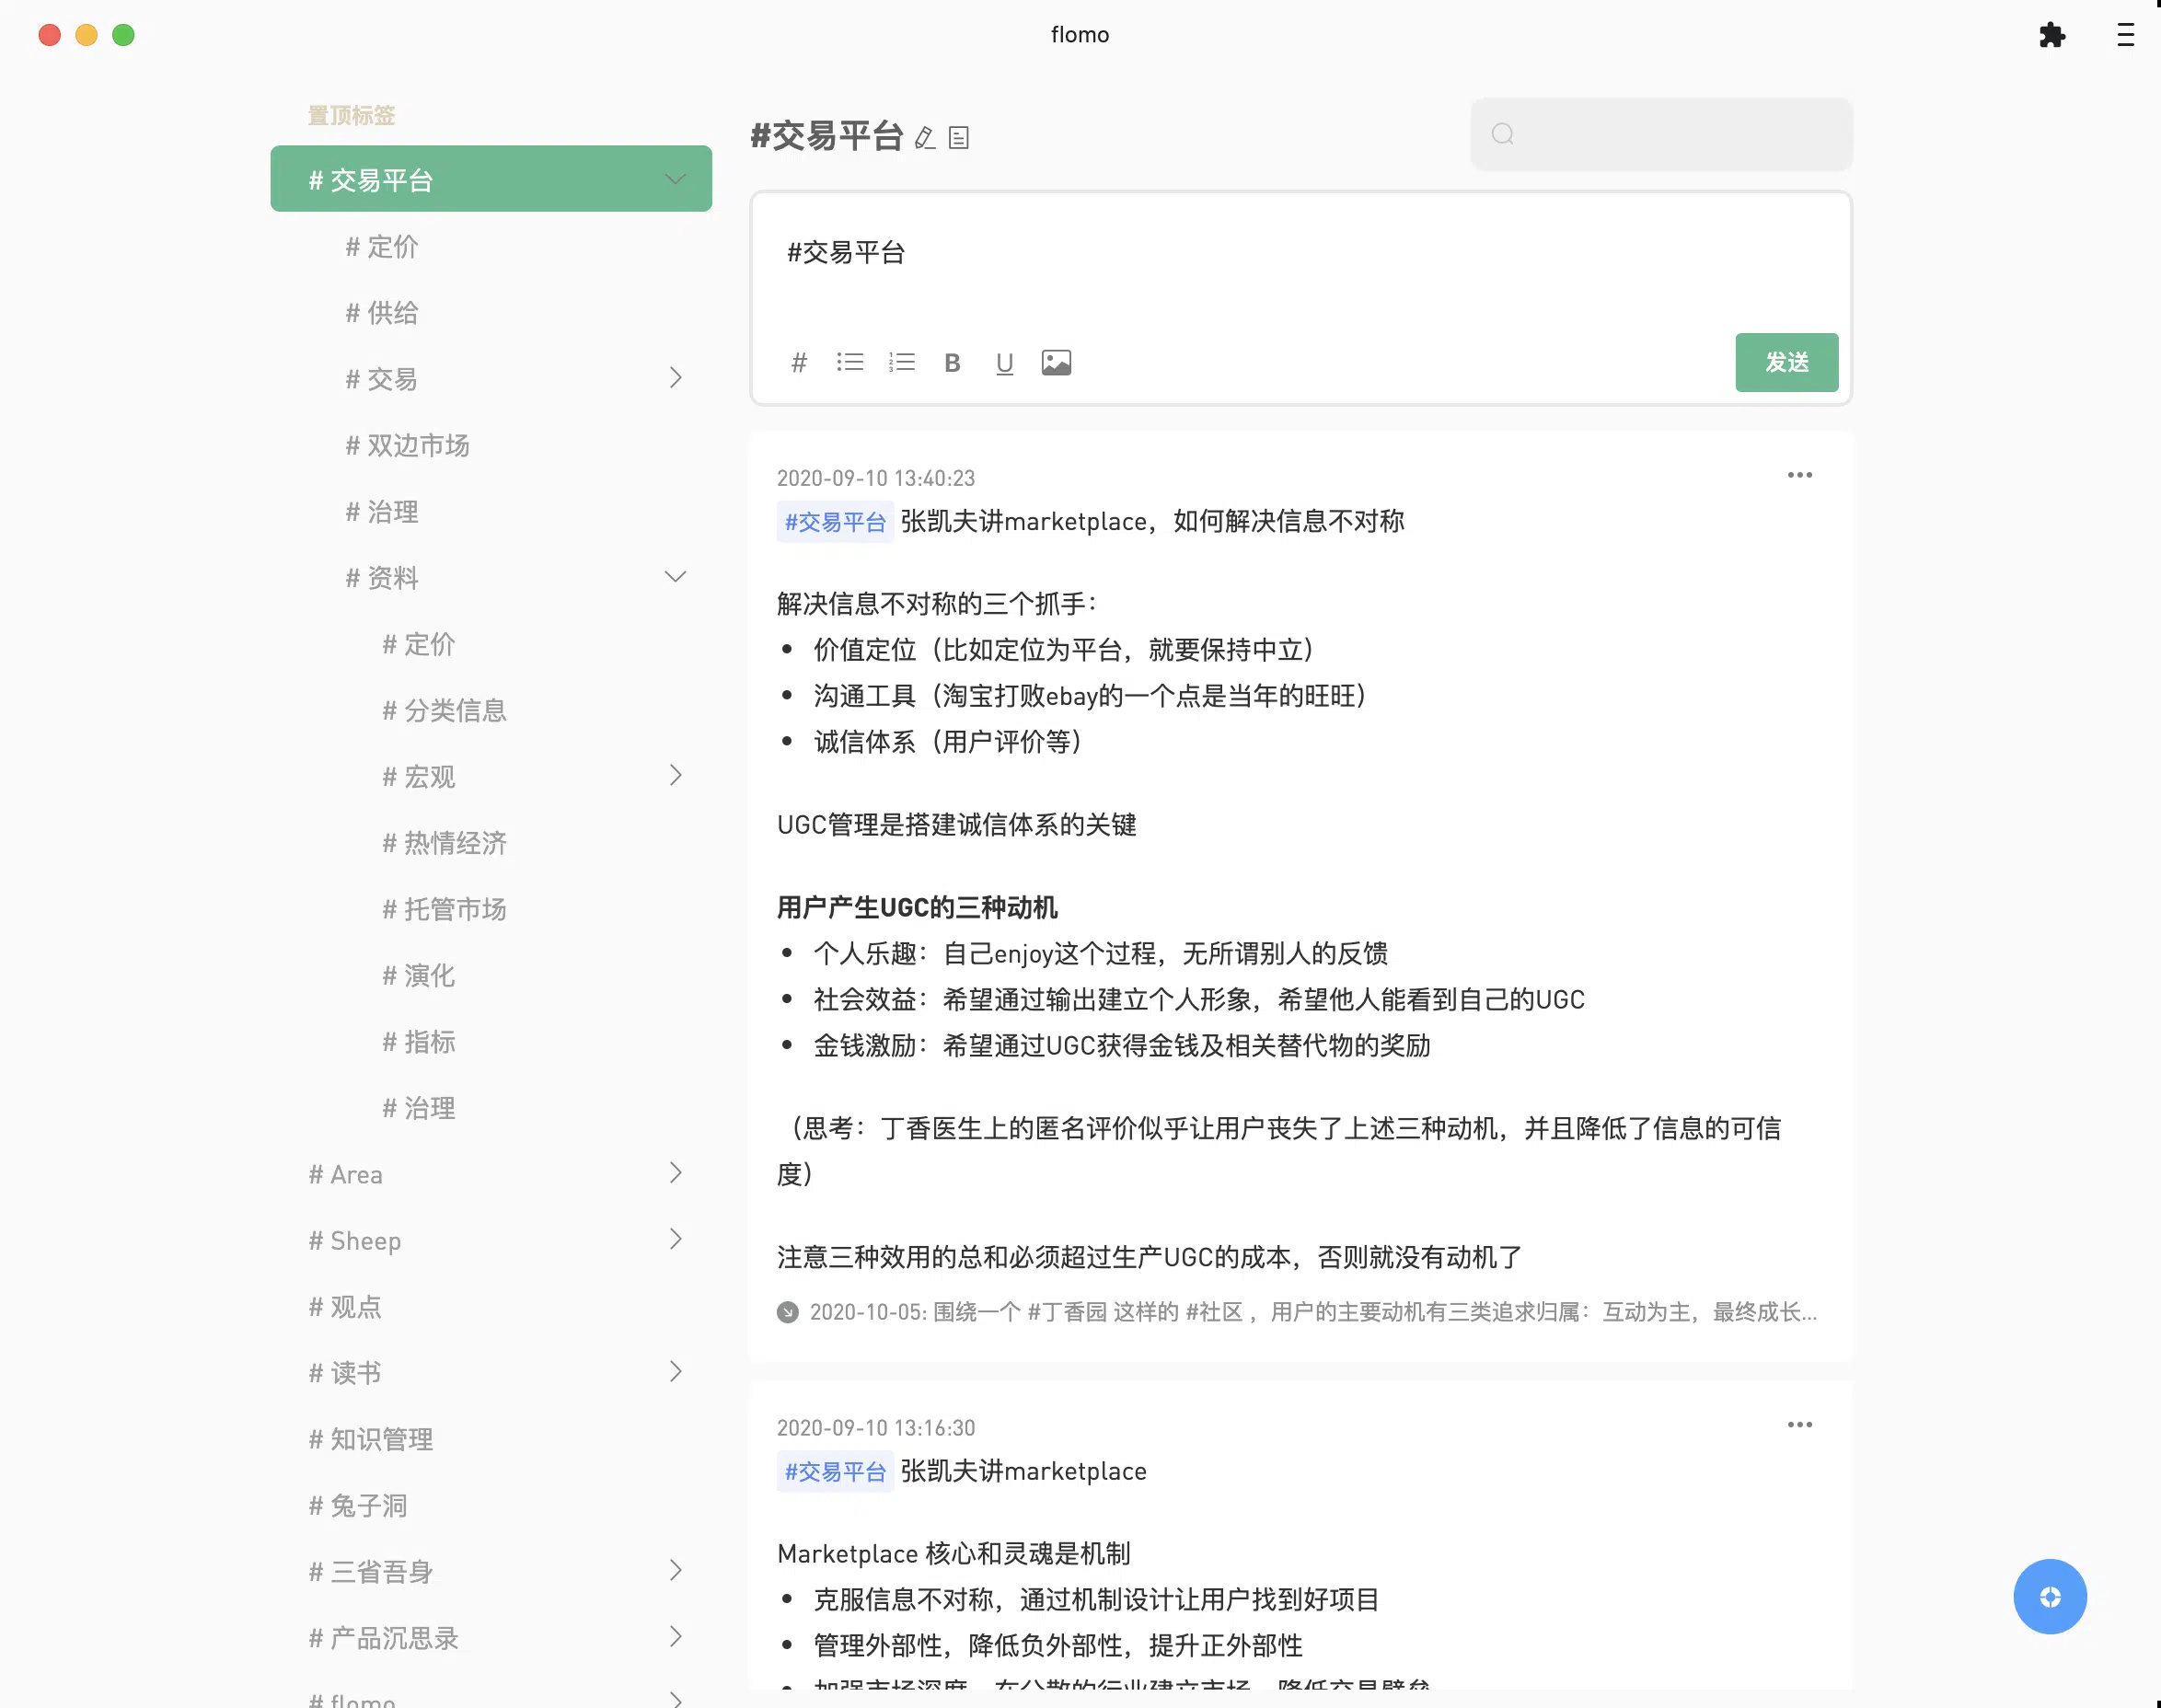 flomo
置顶标签
# 交易平台
# 定价
# 供给
# 交易
# 双边市场
# 治理
# 资料
# 定价
# 分类信息
# 宏观
# 热情经济
# 托管市场
# 演化
# 指标
# 治理
# Area
# Sheep
# 观点
# 读书
# 知识管理
# 兔子洞
# 三省吾身
# 产品沉思录
# flomo
#交易平台
#交易平台
发送
2020-09-10 13:40:23
#交易平台 张凯夫讲marketplace，如何解决信息不对称
解决信息不对称的三个抓手：
• 价值定位（比如定位为平台，就要保持中立）
• 沟通工具（淘宝打败ebay的一个点是当年的旺旺）
• 诚信体系（用户评价等）
UGC管理是搭建诚信体系的关键
用户产生UGC的三种动机
• 个人乐趣：自己enjoy这个过程，无所谓别人的反馈
• 社会效益：希望通过输出建立个人形象，希望他人能看到自己的UGC
• 金钱激励：希望通过UGC获得金钱及相关替代物的奖励
（思考：丁香医生上的匿名评价似乎让用户丧失了上述三种动机，并且降低了信息的可信
度）
注意三种效用的总和必须超过生产UGC的成本，否则就没有动机了
2020-10-05: 围绕一个 #丁香园 这样的 #社区 ，用户的主要动机有三类追求归属：互动为主，最终成长...
2020-09-10 13:16:30
#交易平台 张凯夫讲marketplace
Marketplace 核心和灵魂是机制
• 克服信息不对称，通过机制设计让用户找到好项目
• 管理外部性，降低负外部性，提升正外部性
• 加强市场深度，在分散的行业建立市场，降低交易壁垒